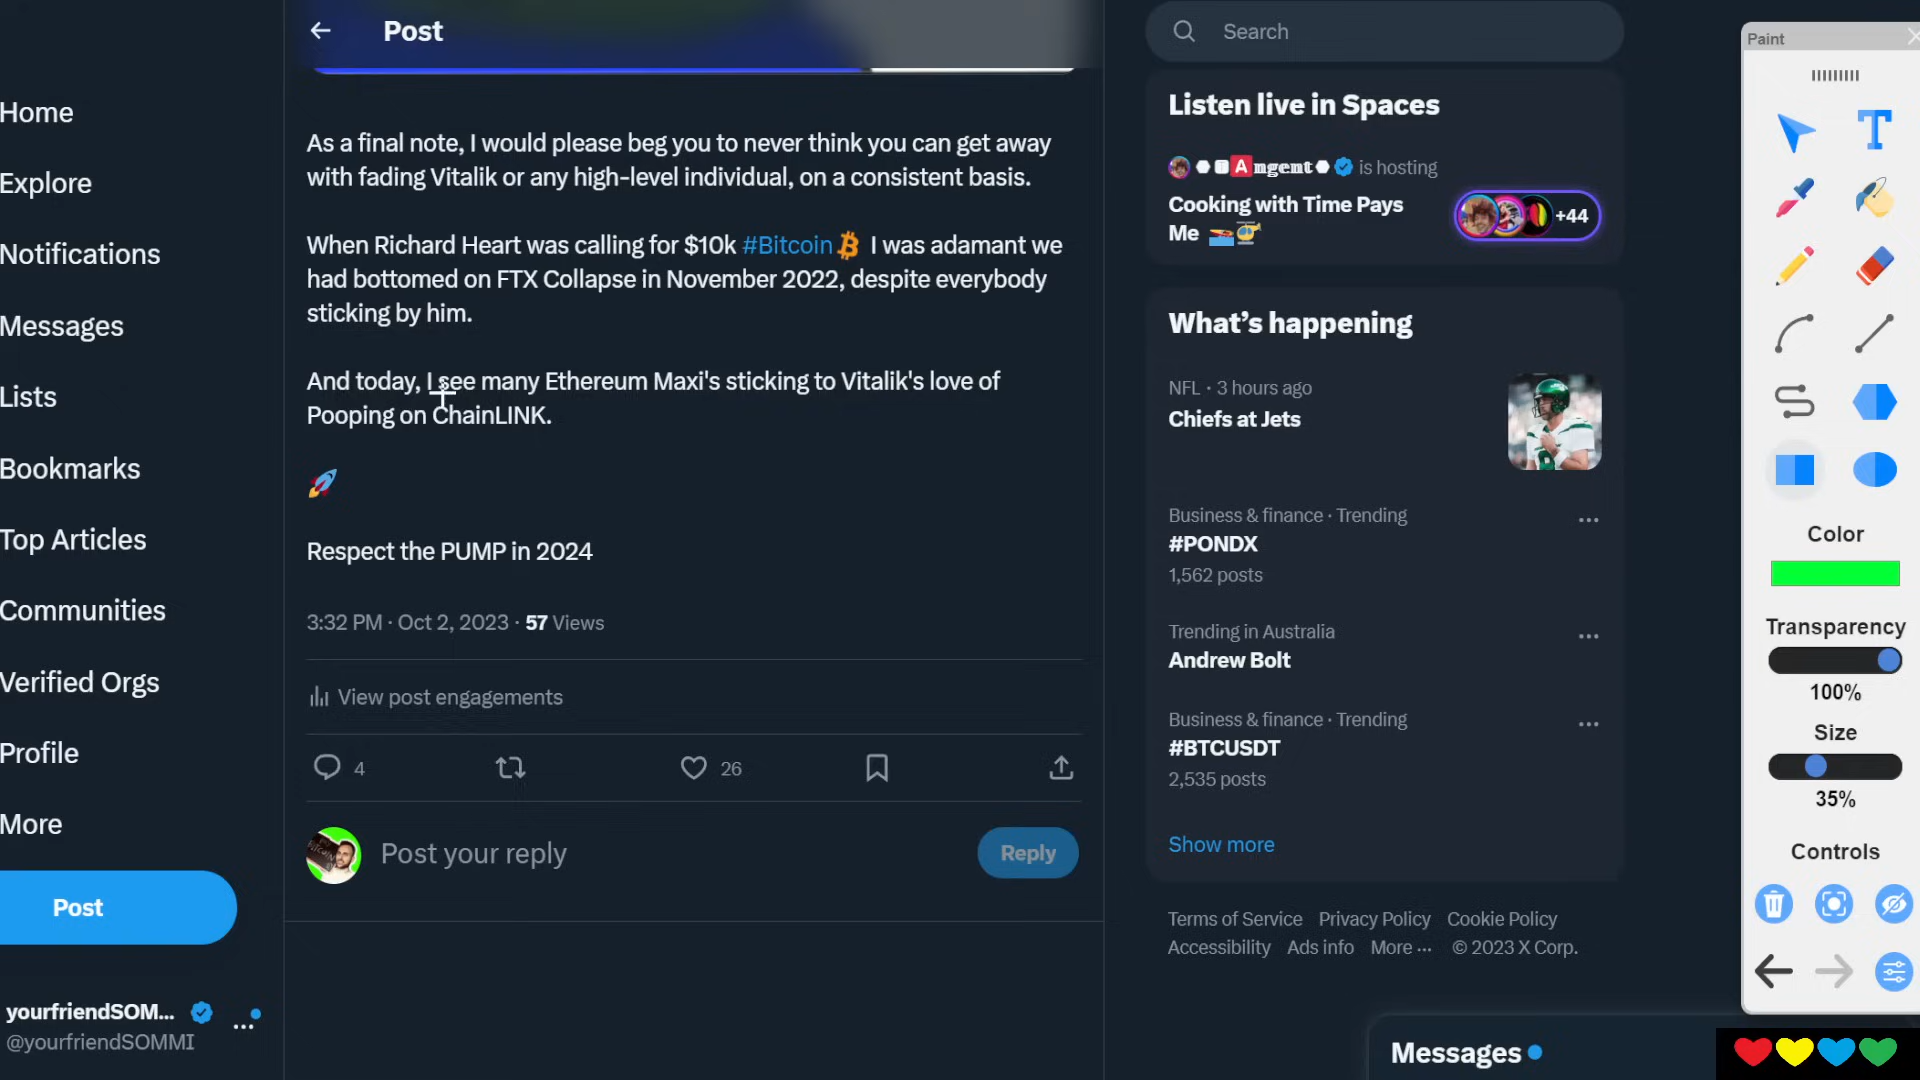 Home
Explore
Notifications
Messages
Lists
Bookmarks
Top Articles
Communities
Verified Orgs
Profile
More
Post
yourfriendSOM...
@yourfriendSOMMI
Post
As a final note, I would please beg you to never think you can get away
with fading Vitalik or any high-level individual, on a consistent basis.
When Richard Heart was calling for $10k #Bitcoin I was adamant we
had bottomed on FTX Collapse in November 2022, despite everybody
sticking by him.
And today, I see many Ethereum Maxi's sticking to Vitalik's love of
Pooping on ChainLINK.
🚀
Respect the PUMP in 2024
3:32 PM · Oct 2, 2023 · 57 Views
View post engagements
4
26
Post your reply
Reply
Search
Listen live in Spaces
🅰ngent is hosting
Cooking with Time Pays
Me
+44
What's happening
NFL · 3 hours ago
Chiefs at Jets
Business & finance · Trending
#PONDX
1,562 posts
Trending in Australia
Andrew Bolt
Business & finance · Trending
#BTCUSDT
2,535 posts
Show more
Terms of Service Privacy Policy Cookie Policy
Accessibility Ads info More ... © 2023 X Corp.
Messages
Paint
Color
Transparency
100%
Size
35%
Controls